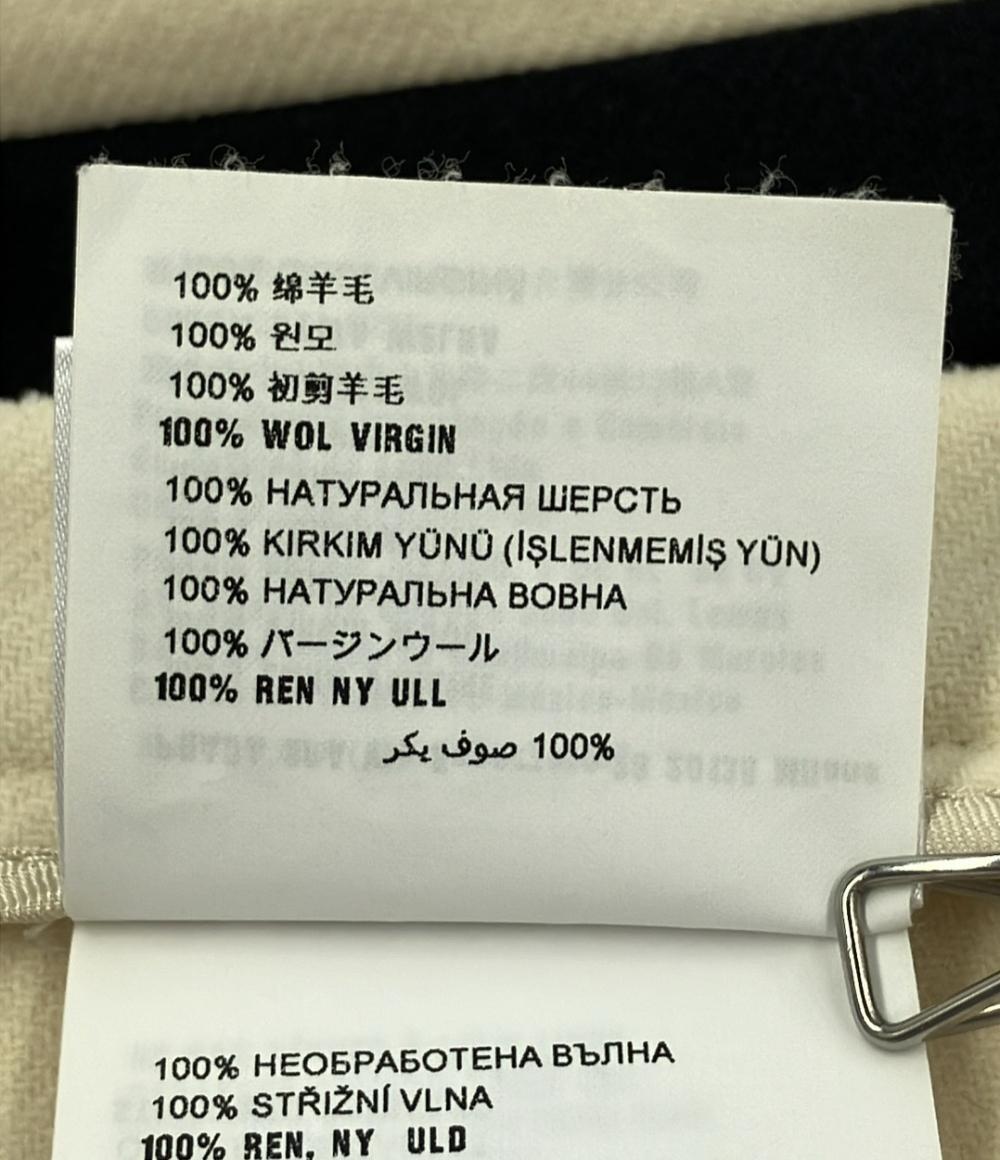 100% 绵羊毛
100% 원모
100% 初剪羊毛
100% WOL VIRGIN
100% НАТУРАЛЬНАЯ ШЕРСТЬ
100% KIRKIM YÜNÜ (İŞLENMEMİŞ YÜN)
100% НАТУРАЛЬНА ВОВНА
100% バージンウール
100% REN NY ULL
100% صوف يكر
100% НЕОБРАБОТЕНА ВЪЛНА
100% STŘIŽNÍ VLNA
100% REN, NY ULD